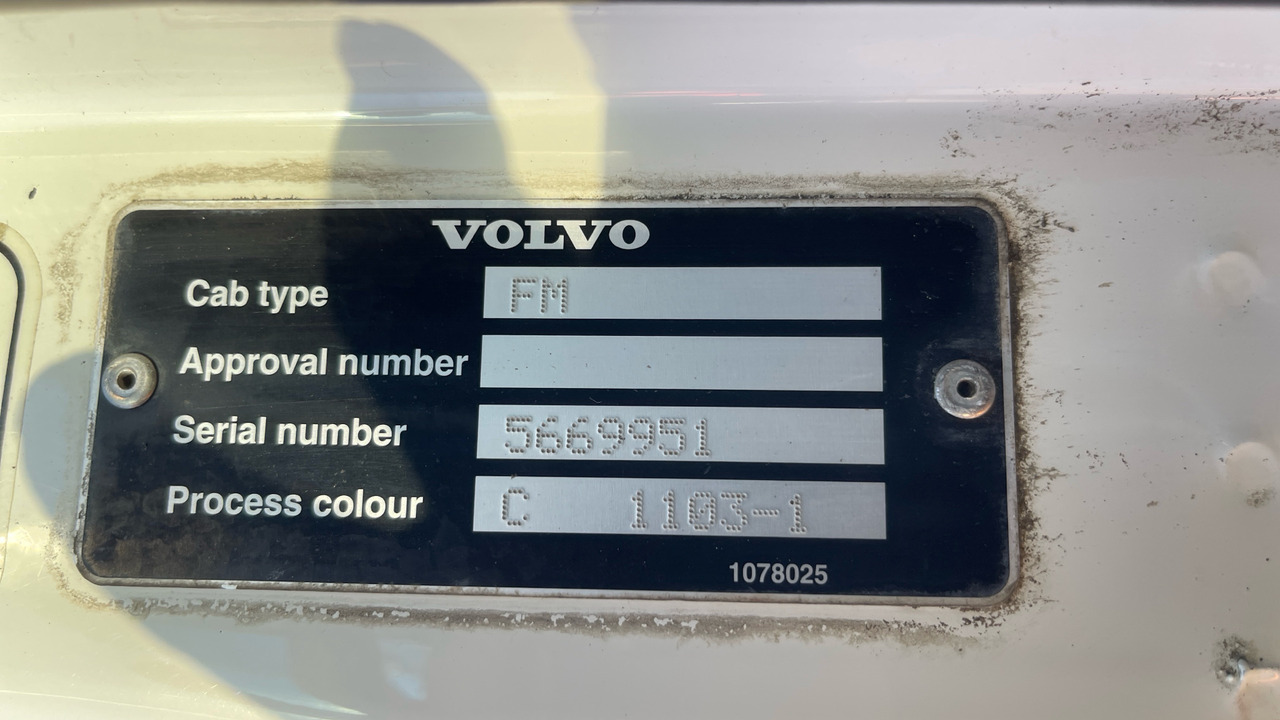 VOLVO
Cab type FM
Approval number
Serial number 5669951
Process colour C 1103-1
1078025